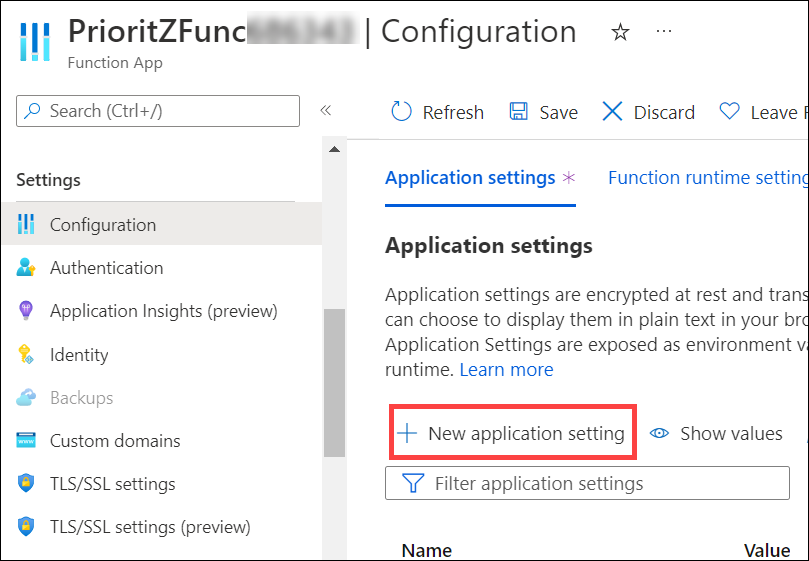 PrioritZFunc | Configuration
Function App
Search (Ctrl+/)
Refresh
Save
Discard
Leave F
Settings
Configuration
Authentication
Application Insights (preview)
Identity
Backups
Custom domains
TLS/SSL settings
TLS/SSL settings (preview)
Application settings
Function runtime setting
Application settings
Application settings are encrypted at rest and trans
can choose to display them in plain text in your bro
Application Settings are exposed as environment va
runtime. Learn more
New application setting
Show values
Filter application settings
Name
Value